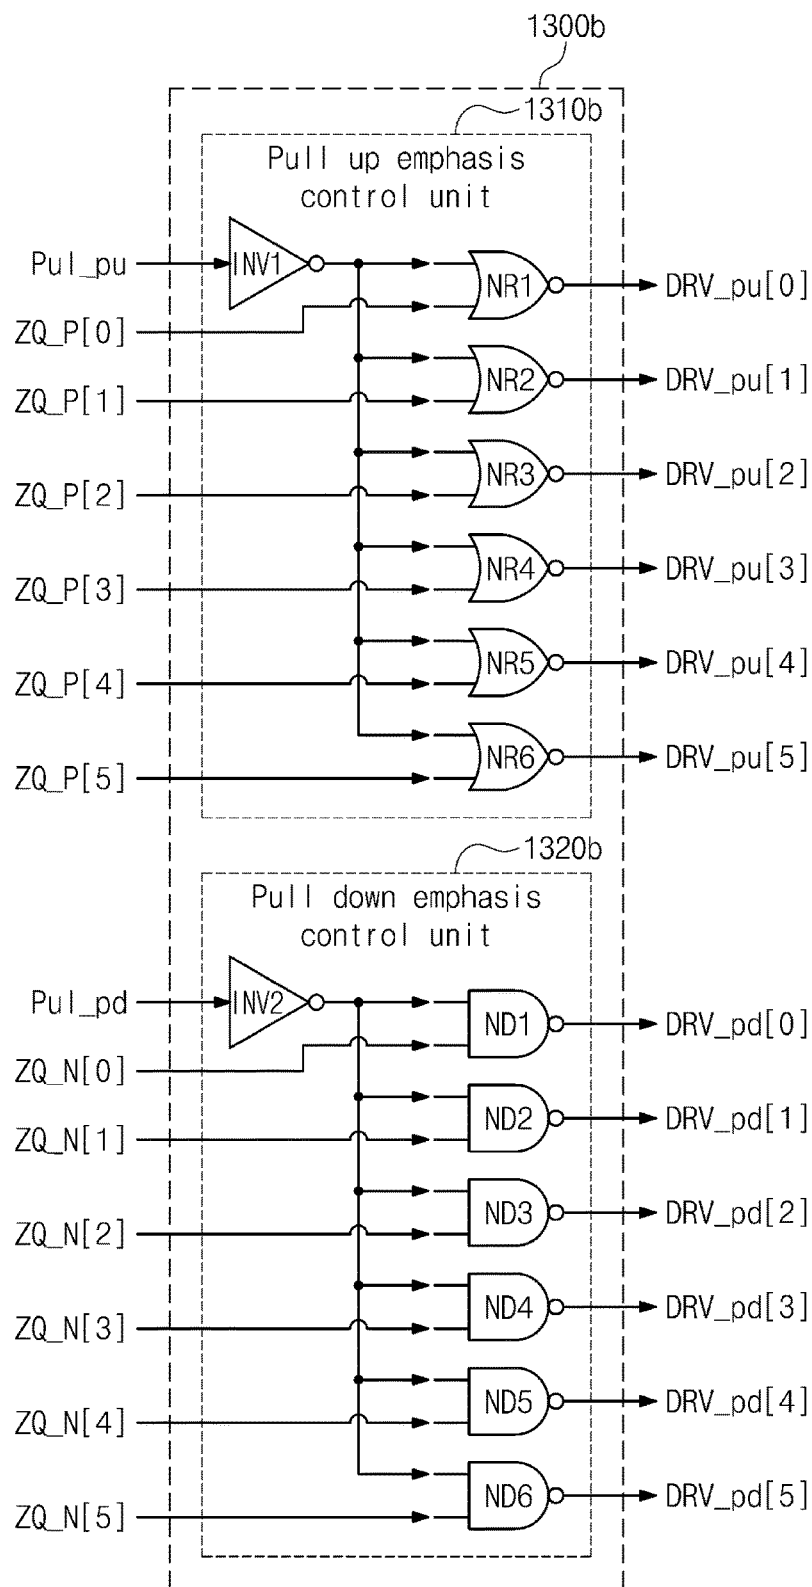 1300b
1310b
Pull up emphasis
control unit
Pul_pu
INV1
NR1
DRV_pu[0]
ZQ_P[0]
NR2
DRV_pu[1]
ZQ_P[1]
NR3
DRV_pu[2]
ZQ_P[2]
NR4
DRV_pu[3]
ZQ_P[3]
NR5
DRV_pu[4]
ZQ_P[4]
NR6
DRV_pu[5]
ZQ_P[5]
1320b
Pull down emphasis
control unit
Pul_pd
INV2
ND1
DRV_pd[0]
ZQ_N[0]
ND2
DRV_pd[1]
ZQ_N[1]
ND3
DRV_pd[2]
ZQ_N[2]
ND4
DRV_pd[3]
ZQ_N[3]
ND5
DRV_pd[4]
ZQ_N[4]
ND6
DRV_pd[5]
ZQ_N[5]